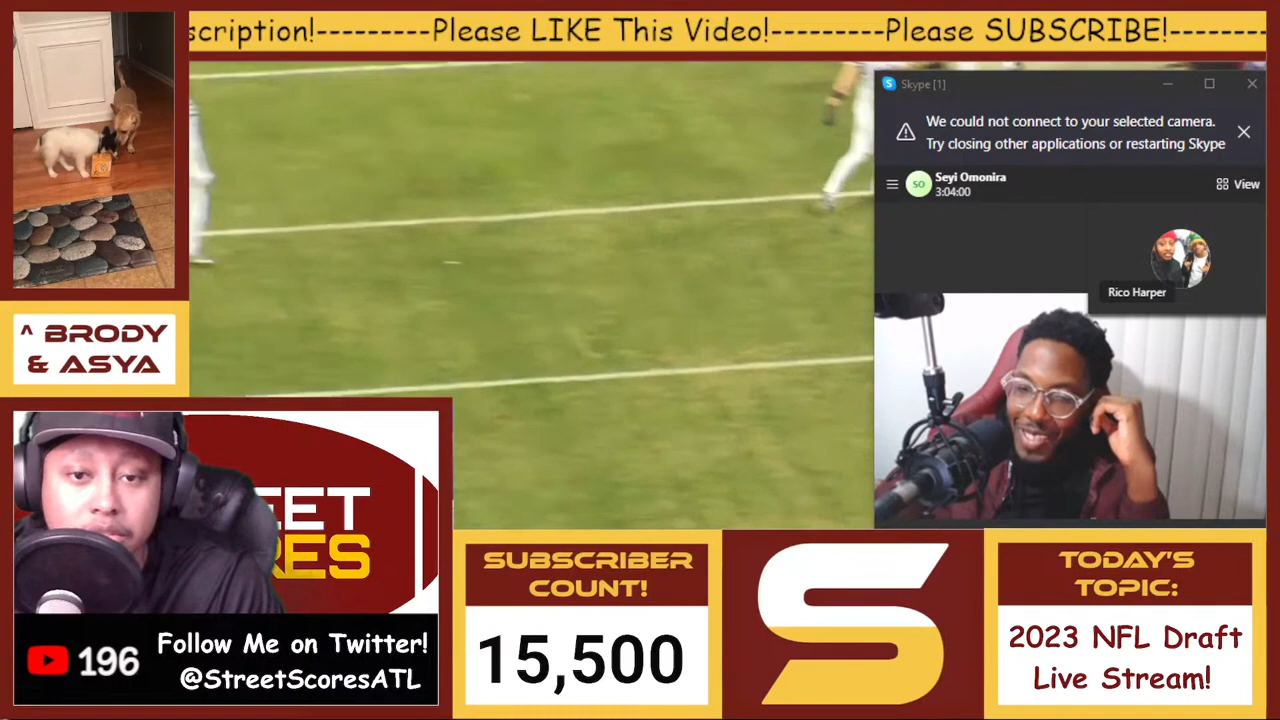 scription!---------Please LIKE This Video!---------Please SUBSCRIBE!--------
Skype [1]
We could not connect to your selected camera.
Try closing other applications or restarting Skype
SO
Seyi Omonira
3:04:00
View
Rico Harper
^ BRODY
& ASYA
EET
RES
196
Follow Me on Twitter!
@StreetScoresATL
SUBSCRIBER
COUNT!
15,500
S
TODAY'S
TOPIC:
2023 NFL Draft
Live Stream!